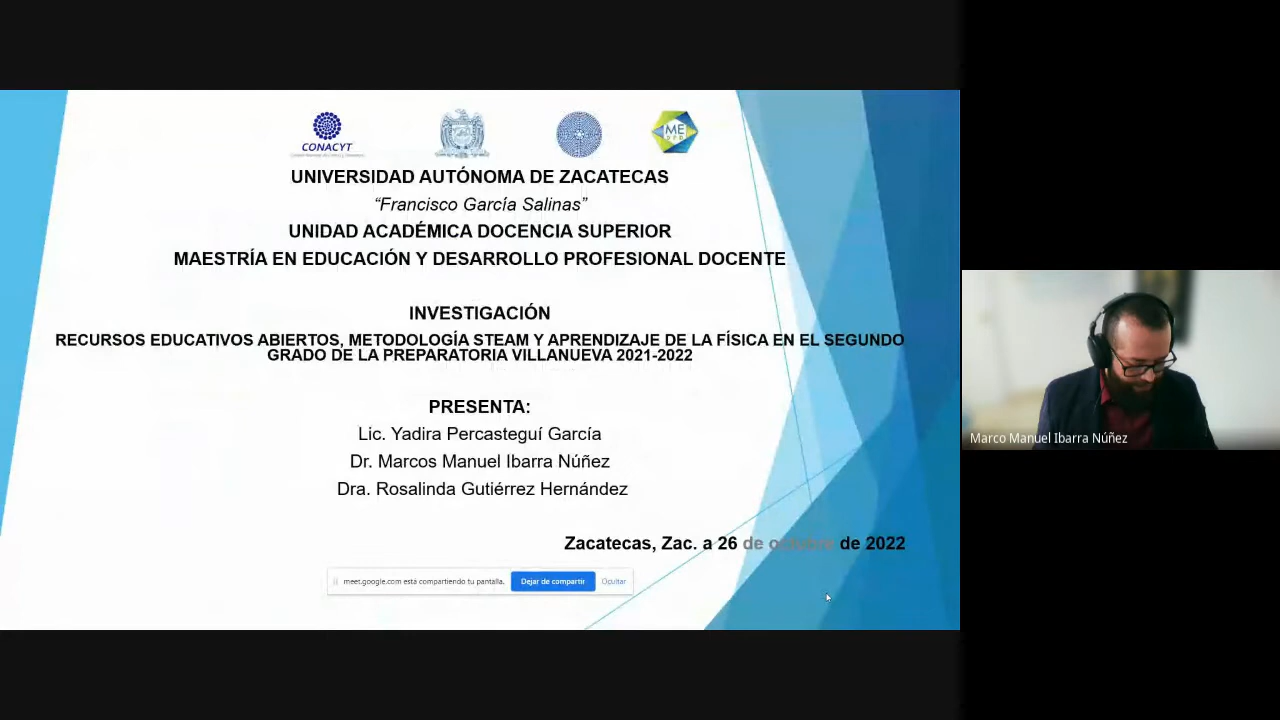 CONACYT
ME
UNIVERSIDAD AUTÓNOMA DE ZACATECAS
“Francisco García Salinas”
UNIDAD ACADÉMICA DOCENCIA SUPERIOR
MAESTRÍA EN EDUCACIÓN Y DESARROLLO PROFESIONAL DOCENTE
INVESTIGACIÓN
RECURSOS EDUCATIVOS ABIERTOS, METODOLOGÍA STEAM Y APRENDIZAJE DE LA FÍSICA EN EL SEGUNDO
GRADO DE LA PREPARATORIA VILLANUEVA 2021-2022
PRESENTA:
Lic. Yadira Percasteguí García
Dr. Marcos Manuel Ibarra Núñez
Dra. Rosalinda Gutiérrez Hernández
Zacatecas, Zac. a 26 de octubre de 2022
meet.google.com está compartiendo tu pantalla. Dejar de compartir Ocultar
Marco Manuel Ibarra Núñez